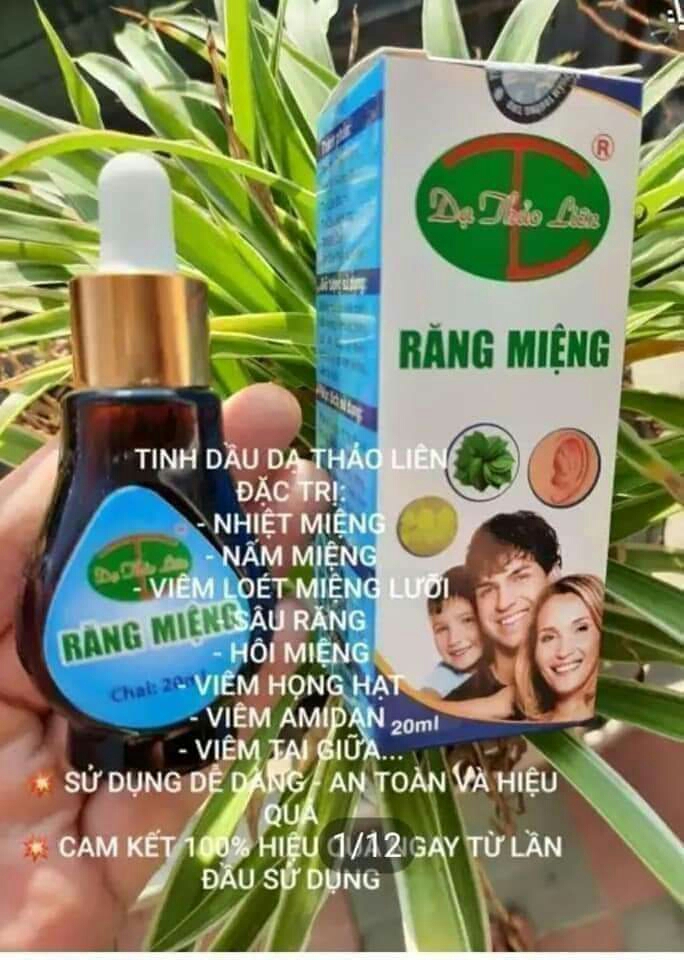 Dạ Thảo Liên
®
RĂNG MIỆNG
TINH DẦU DẠ THẢO LIÊN
ĐẶC TRỊ:
- NHIỆT MIỆNG
- NẤM MIỆNG
- VIÊM LOÉT MIỆNG LƯỠI
- SÂU RĂNG
- HÔI MIỆNG
- VIÊM HỌNG HẠT
- VIÊM AMIDAN
- VIÊM TAI GIỮA...
💥 SỬ DỤNG DỄ DÀNG - AN TOÀN VÀ HIỆU
QUẢ
💥 CAM KẾT 100% HIỆU QUẢ NGAY TỪ LẦN
ĐẦU SỬ DỤNG
1/12
Dạ Thảo Liên
®
RĂNG MIỆNG
Chai: 20ml
20ml